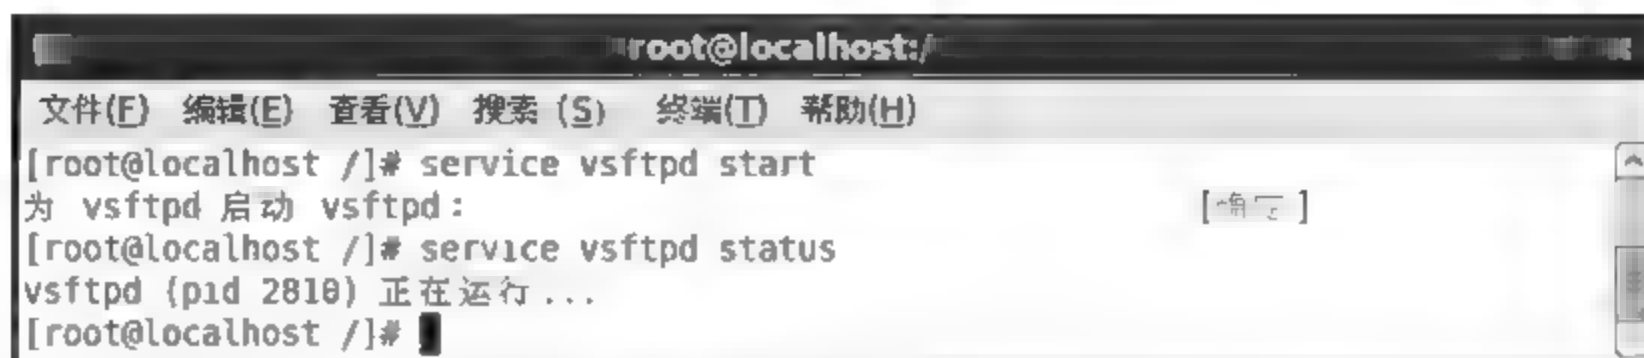 root@localhost:/
文件(F) 编辑(E) 查看(V) 搜索 (S) 终端(T) 帮助(H)
[root@localhost /]# service vsftpd start
为 vsftpd 启动 vsftpd： [确定]
[root@localhost /]# service vsftpd status
vsftpd (pid 2810) 正在运行...
[root@localhost /]#